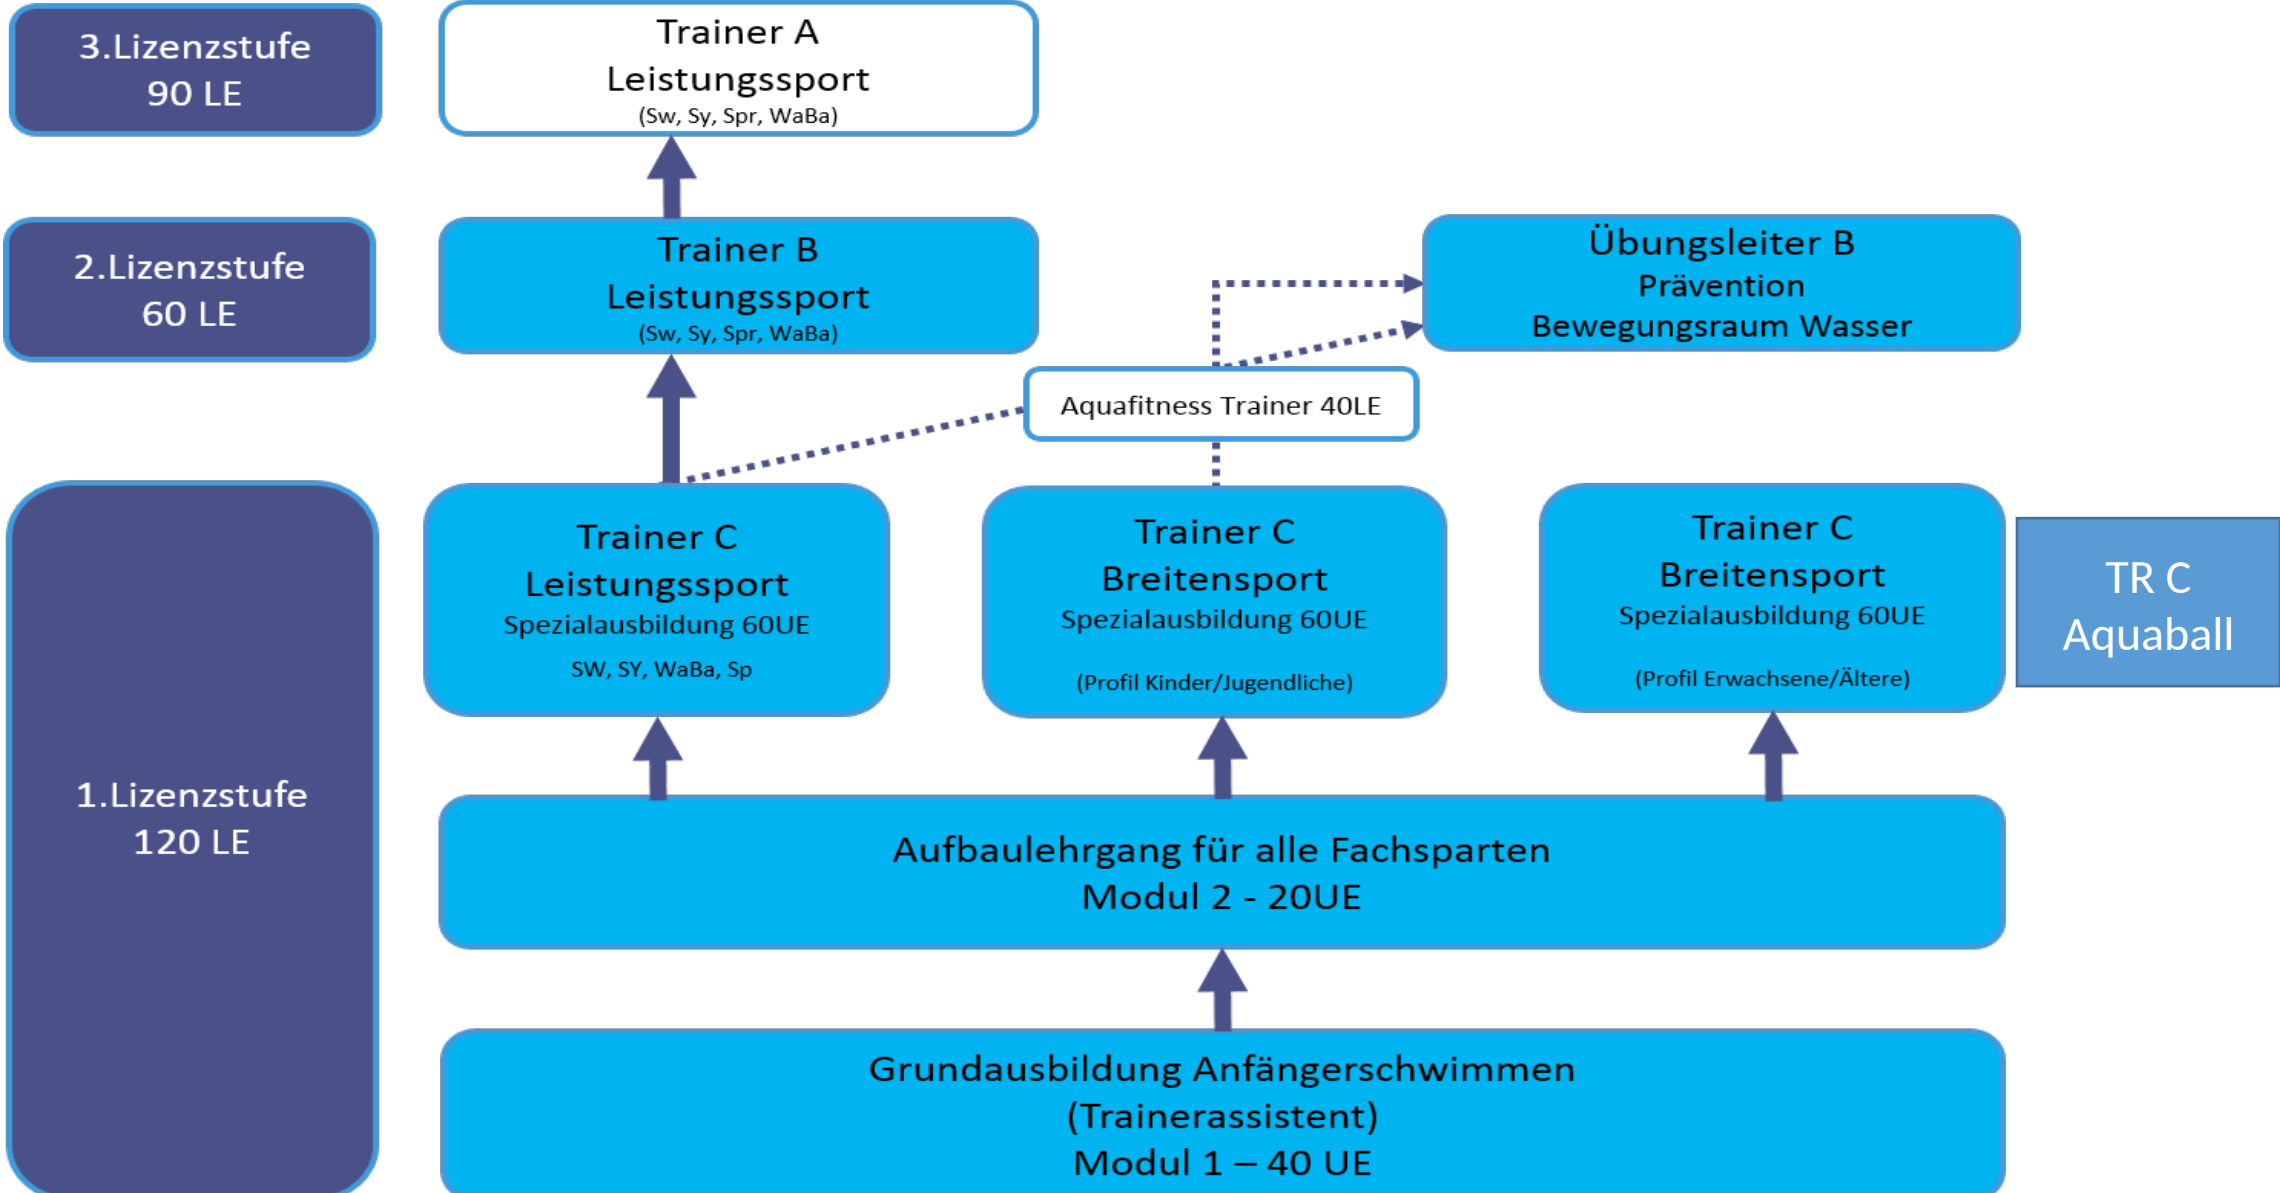 3.Lizenzstufe
90 LE
Trainer A
Leistungssport
(Sw, Sy, Spr, WaBa)
2.Lizenzstufe
60 LE
Trainer B
Leistungssport
(Sw, Sy, Spr, WaBa)
Übungsleiter B
Prävention
Bewegungsraum Wasser
Aquafitness Trainer 40LE
1.Lizenzstufe
120 LE
Trainer C
Leistungssport
Spezialausbildung 60UE
SW, SY, WaBa, Sp
Trainer C
Breitensport
Spezialausbildung 60UE
(Profil Kinder/Jugendliche)
Trainer C
Breitensport
Spezialausbildung 60UE
(Profil Erwachsene/Ältere)
TR C
Aquaball
Aufbaulehrgang für alle Fachsparten
Modul 2 - 20UE
Grundausbildung Anfängerschwimmen
(Trainerassistent)
Modul 1 – 40 UE